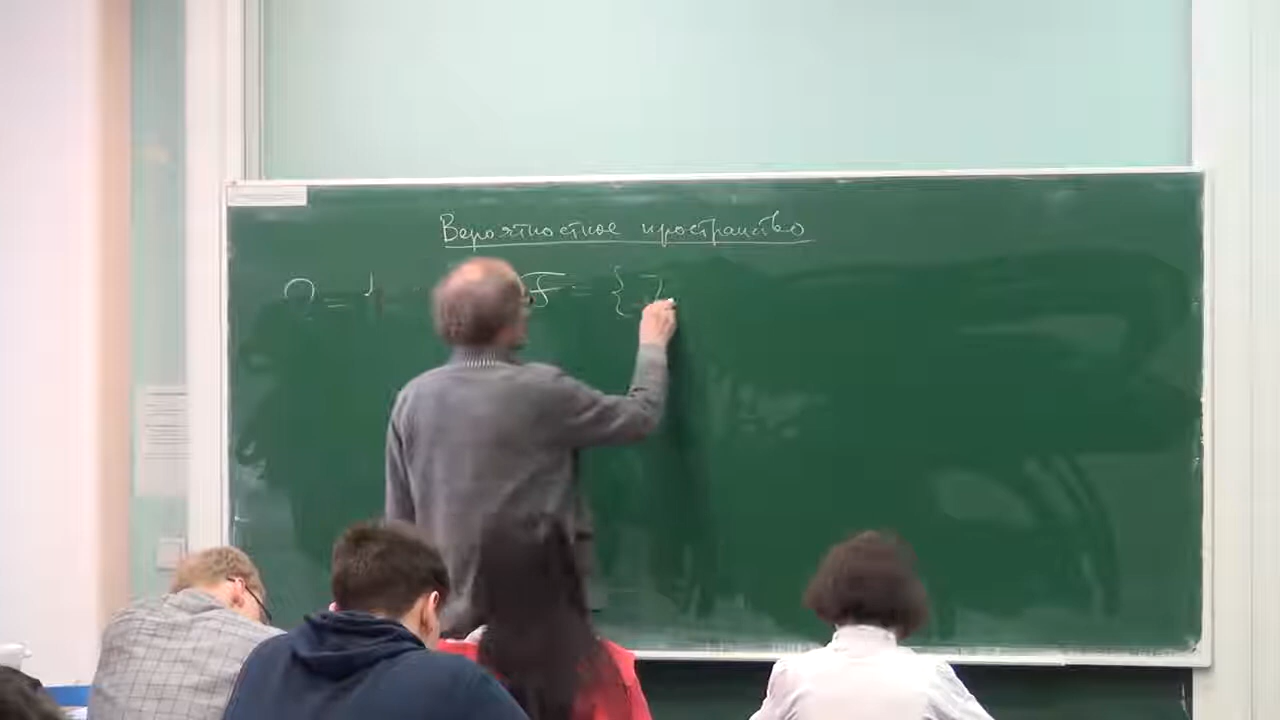 Вероятностное пространство
Ω = { F = {